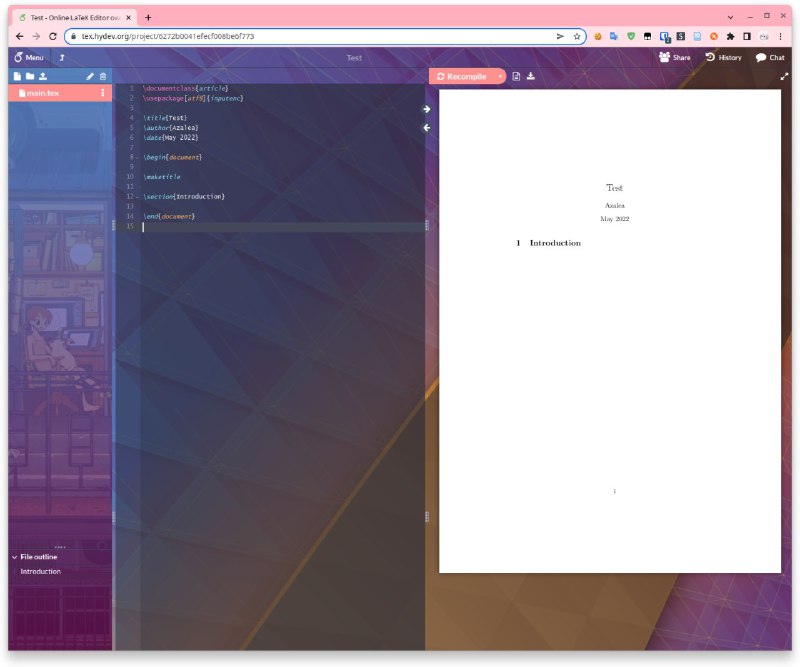 Test - Online LaTeX Editor ov
tex.hydev.org/project/6272b0041efecf008be6f773
Menu
Test
Share
History
Chat
Recompile
main.tex
1 \documentclass{article}
2 \usepackage[utf8]{inputenc}
3
4 \title{Test}
5 \author{Azalea}
6 \date{May 2022}
7
8 \begin{document}
9
10 \maketitle
11
12 \section{Introduction}
13
14 \end{document}
15
File outline
Introduction
Test
Azalea
May 2022
1 Introduction
1